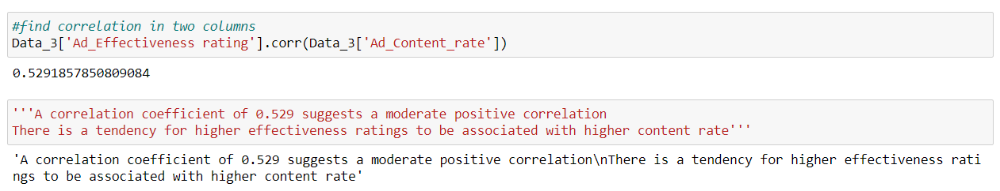 #find correlation in two columns
Data_3['Ad_Effectiveness rating'].corr(Data_3['Ad_Content_rate'])
0.5291857850809084
'''A correlation coefficient of 0.529 suggests a moderate positive correlation
There is a tendency for higher effectiveness ratings to be associated with higher content rate'''
'A correlation coefficient of 0.529 suggests a moderate positive correlation\nThere is a tendency for higher effectiveness rati
ngs to be associated with higher content rate'